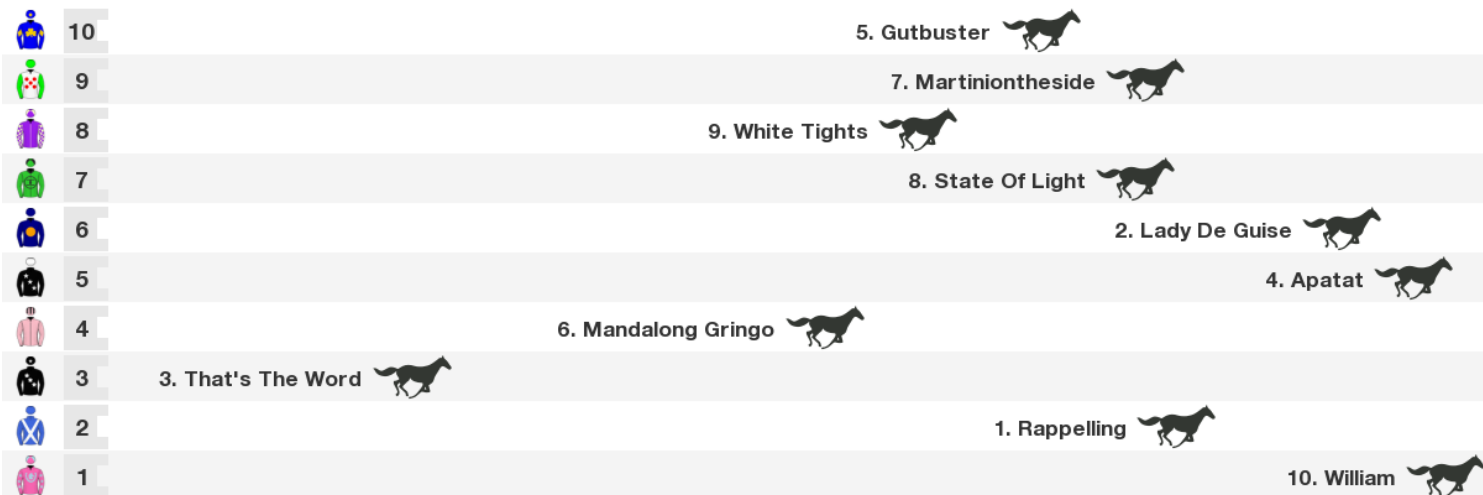 10 5. Gutbuster
9 7. Martiniontheside
8 9. White Tights
7 8. State Of Light
6 2. Lady De Guise
5 4. Apatat
4 6. Mandalong Gringo
3 3. That's The Word
2 1. Rappelling
1 10. William